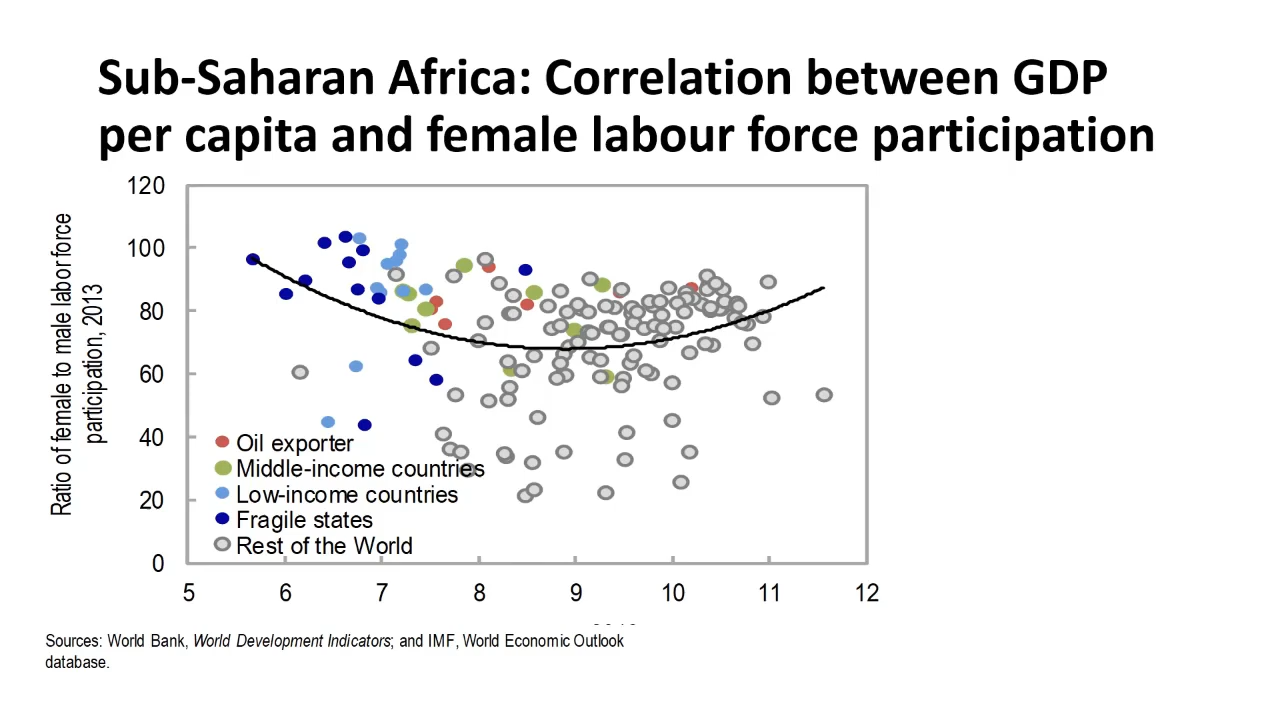 Sub-Saharan Africa: Correlation between GDP
per capita and female labour force participation
Ratio of female to male labor force
participation, 2013
120
100
80
60
40
20
0
Oil exporter
Middle-income countries
Low-income countries
Fragile states
Rest of the World
5 6 7 8 9 10 11 12
Sources: World Bank, World Development Indicators; and IMF, World Economic Outlook
database.